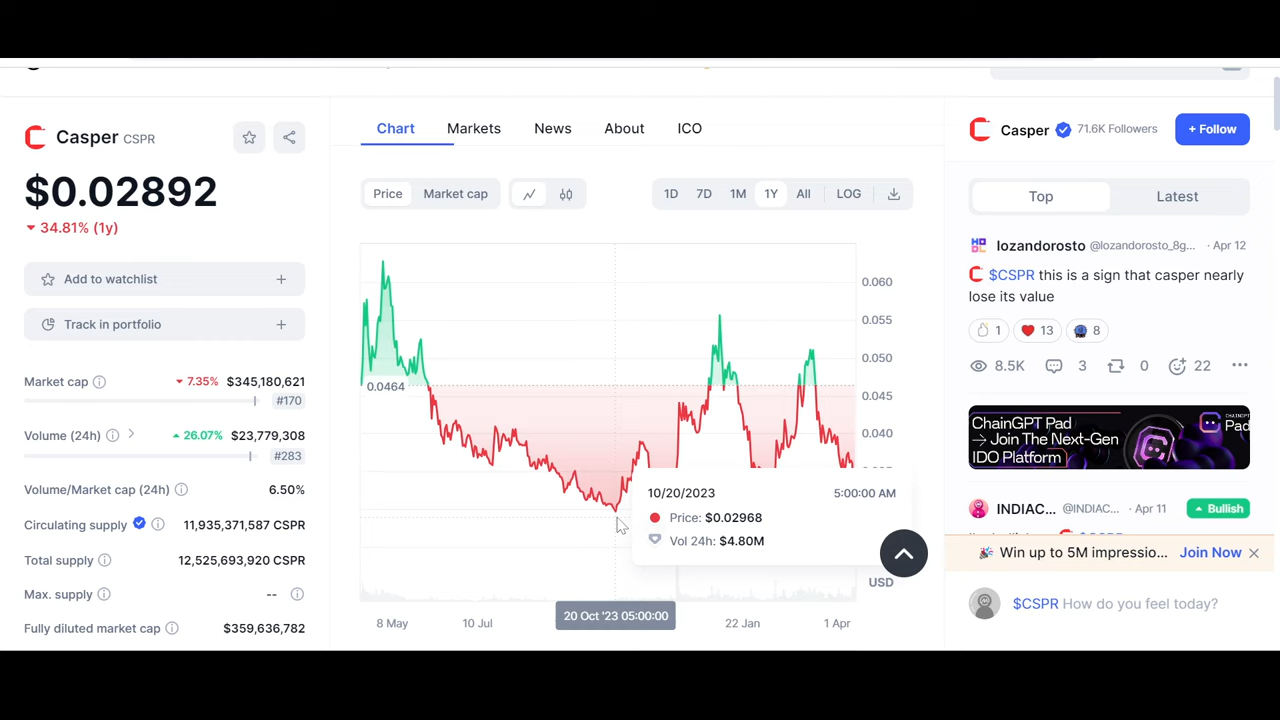 Casper CSPR
$0.02892
34.81% (1y)
Add to watchlist
Track in portfolio
Market cap 7.35% $345,180,621
#170
Volume (24h) 26.07% $23,779,308
#283
Volume/Market cap (24h) 6.50%
Circulating supply 11,935,371,587 CSPR
Total supply 12,525,693,920 CSPR
Max. supply --
Fully diluted market cap $359,636,782
Chart Markets News About ICO
Price Market cap
1D 7D 1M 1Y All LOG
0.060
0.055
0.050
0.0464
0.045
0.040
10/20/2023 5:00:00 AM
Price: $0.02968
Vol 24h: $4.80M
USD
20 Oct '23 05:00:00
8 May 10 Jul 22 Jan 1 Apr
Casper 71.6K Followers + Follow
Top Latest
lozandorosto @lozandorosto_8g... · Apr 12
$CSPR this is a sign that casper nearly
lose its value
1 13 8
8.5K 3 0 22
ChainGPT Pad
→ Join The Next-Gen
IDO Platform
INDIAC... @INDIAC... · Apr 11 Bullish
Win up to 5M impressio... Join Now
$CSPR How do you feel today?